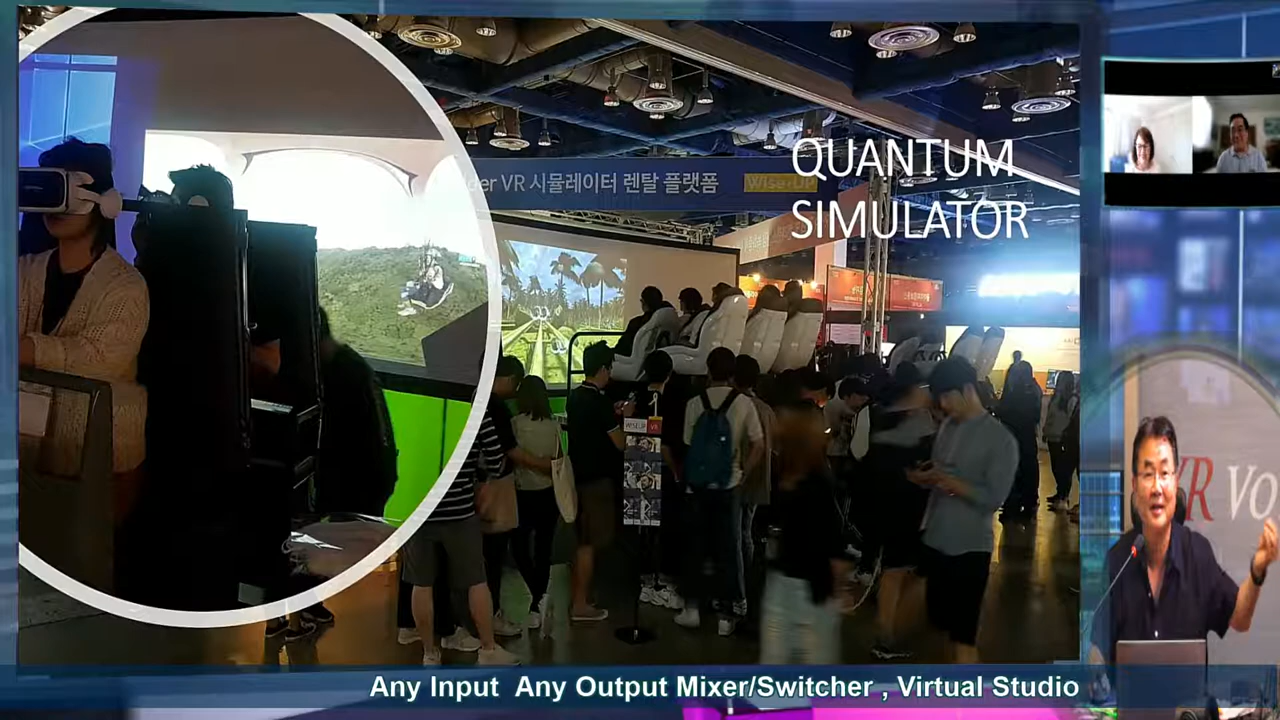 QUANTUM
SIMULATOR
der VR 시뮬레이터 렌탈 플랫폼
Wise-UP
WISEUP VR
R Vo
Any Input Any Output Mixer/Switcher , Virtual Studio